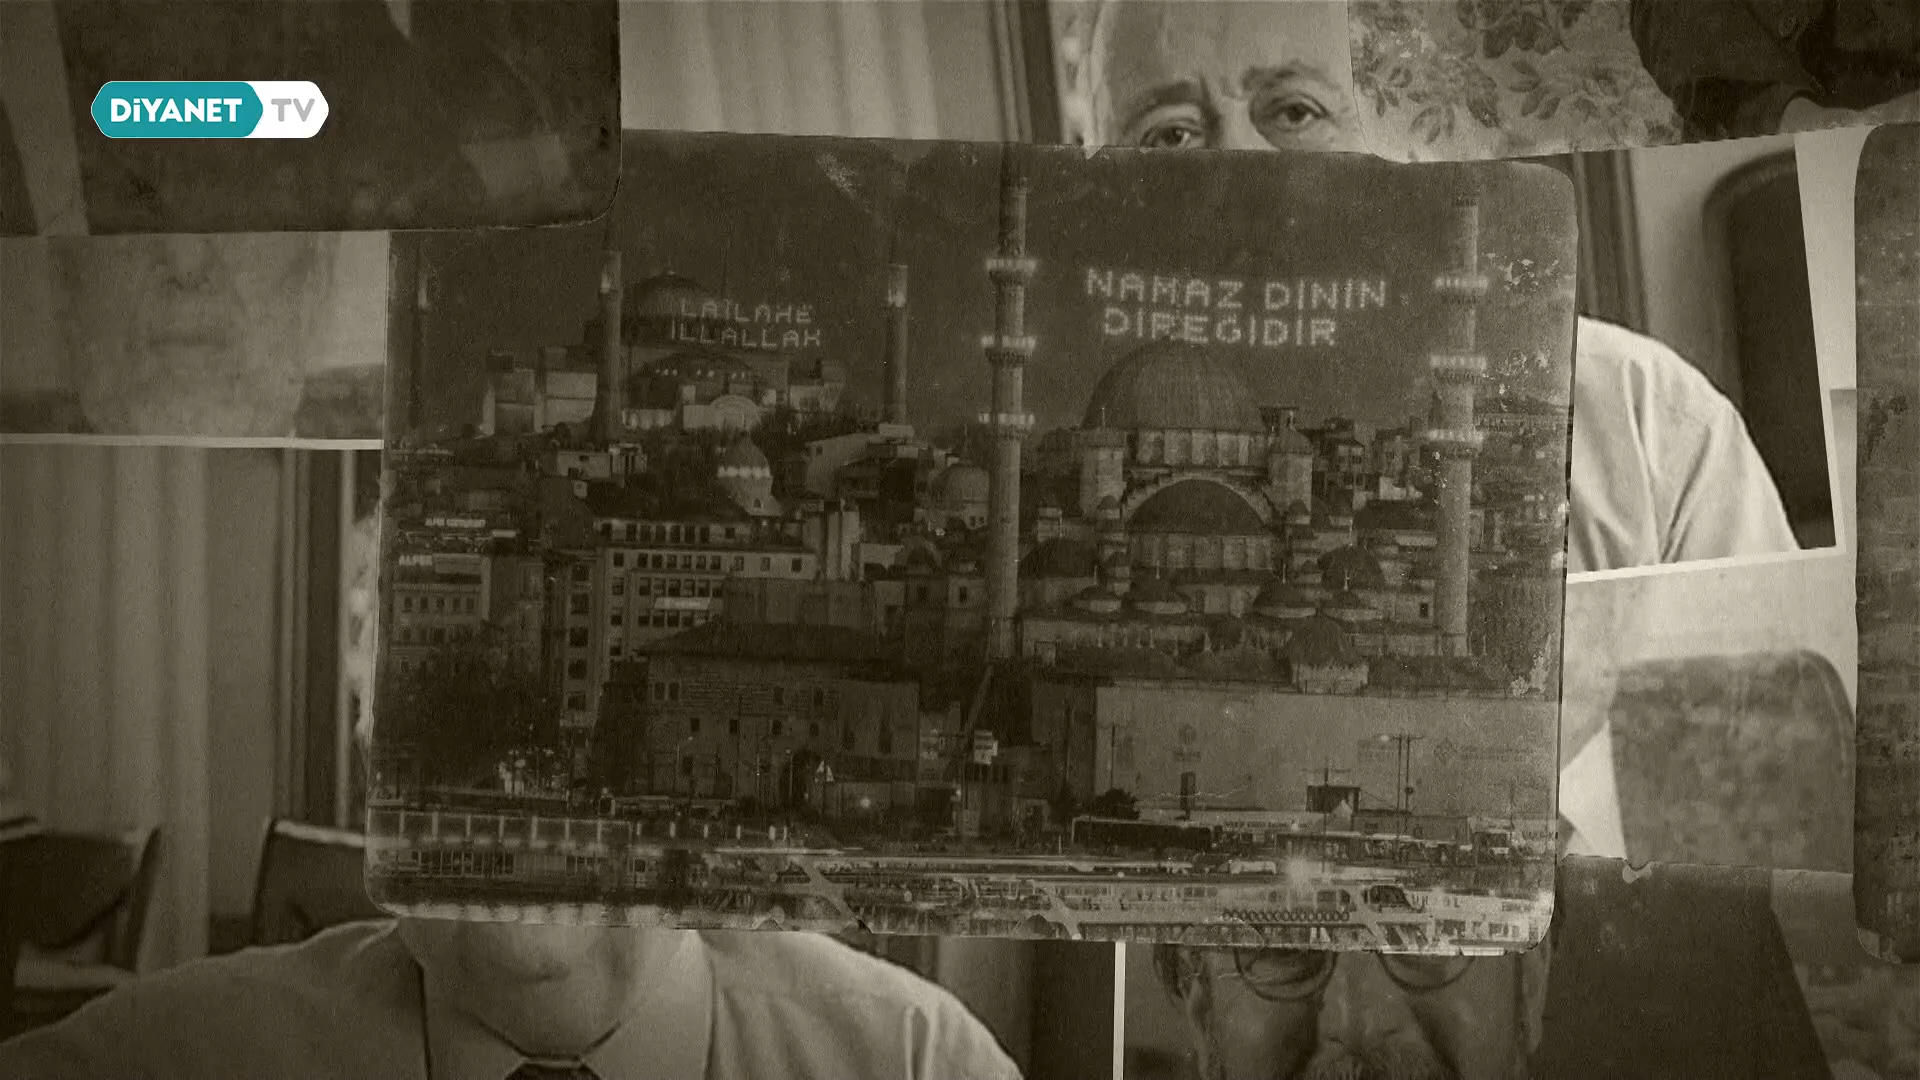 DİYANET TV
LAİLAHE
İLLALLAH
NAMAZ DİNİN
DİREĞİDİR